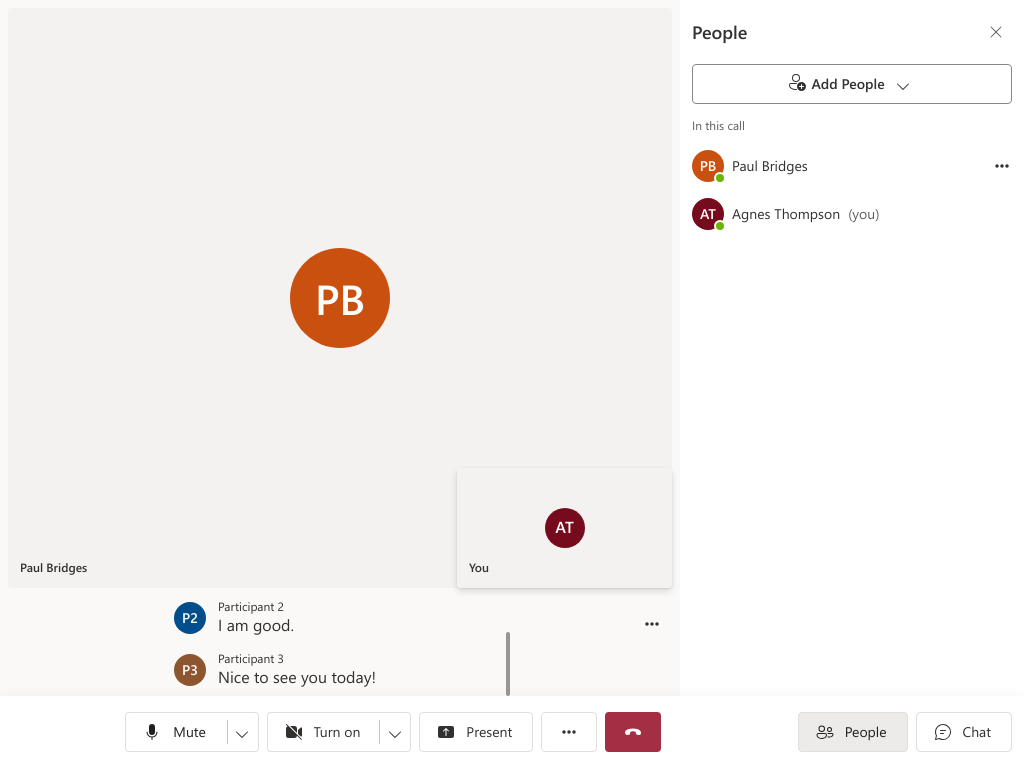 People
Add People
In this call
PB Paul Bridges
AT Agnes Thompson (you)
PB
AT
Paul Bridges
You
P2 Participant 2
I am good.
P3 Participant 3
Nice to see you today!
Mute Turn on Present People Chat